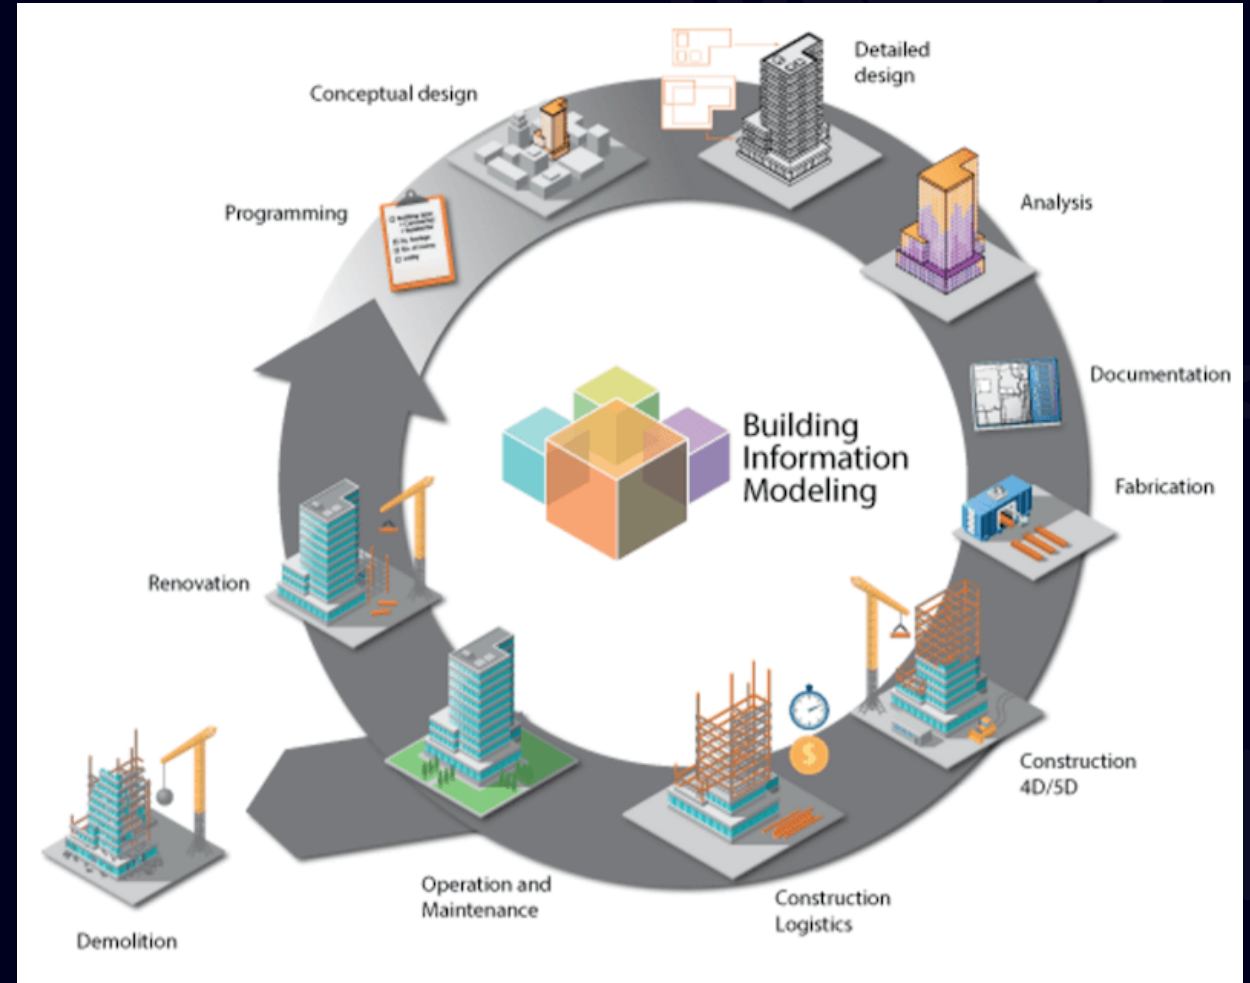 Detailed
design
Conceptual design
Programming
Analysis
Documentation
Building
Information
Modeling
Fabrication
Renovation
Construction
4D/5D
$
Operation and
Maintenance
Construction
Logistics
Demolition